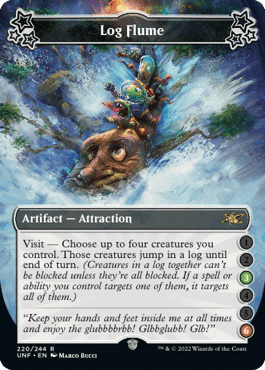 Log Flume
Artifact — Attraction
Visit — Choose up to four creatures you
control. Those creatures jump in a log until
end of turn. (Creatures in a log together can't
be blocked unless they're all blocked. If a spell or
ability you control targets one of them, it targets
all of them.)
"Keep your hands and feet inside me at all times
and enjoy the glubbbbrbb! Glbbglubb! Glb!"
1
2
3
4
5
6
220/244 R
UNF • EN Marco Bucci
™ & © 2022 Wizards of the Coast